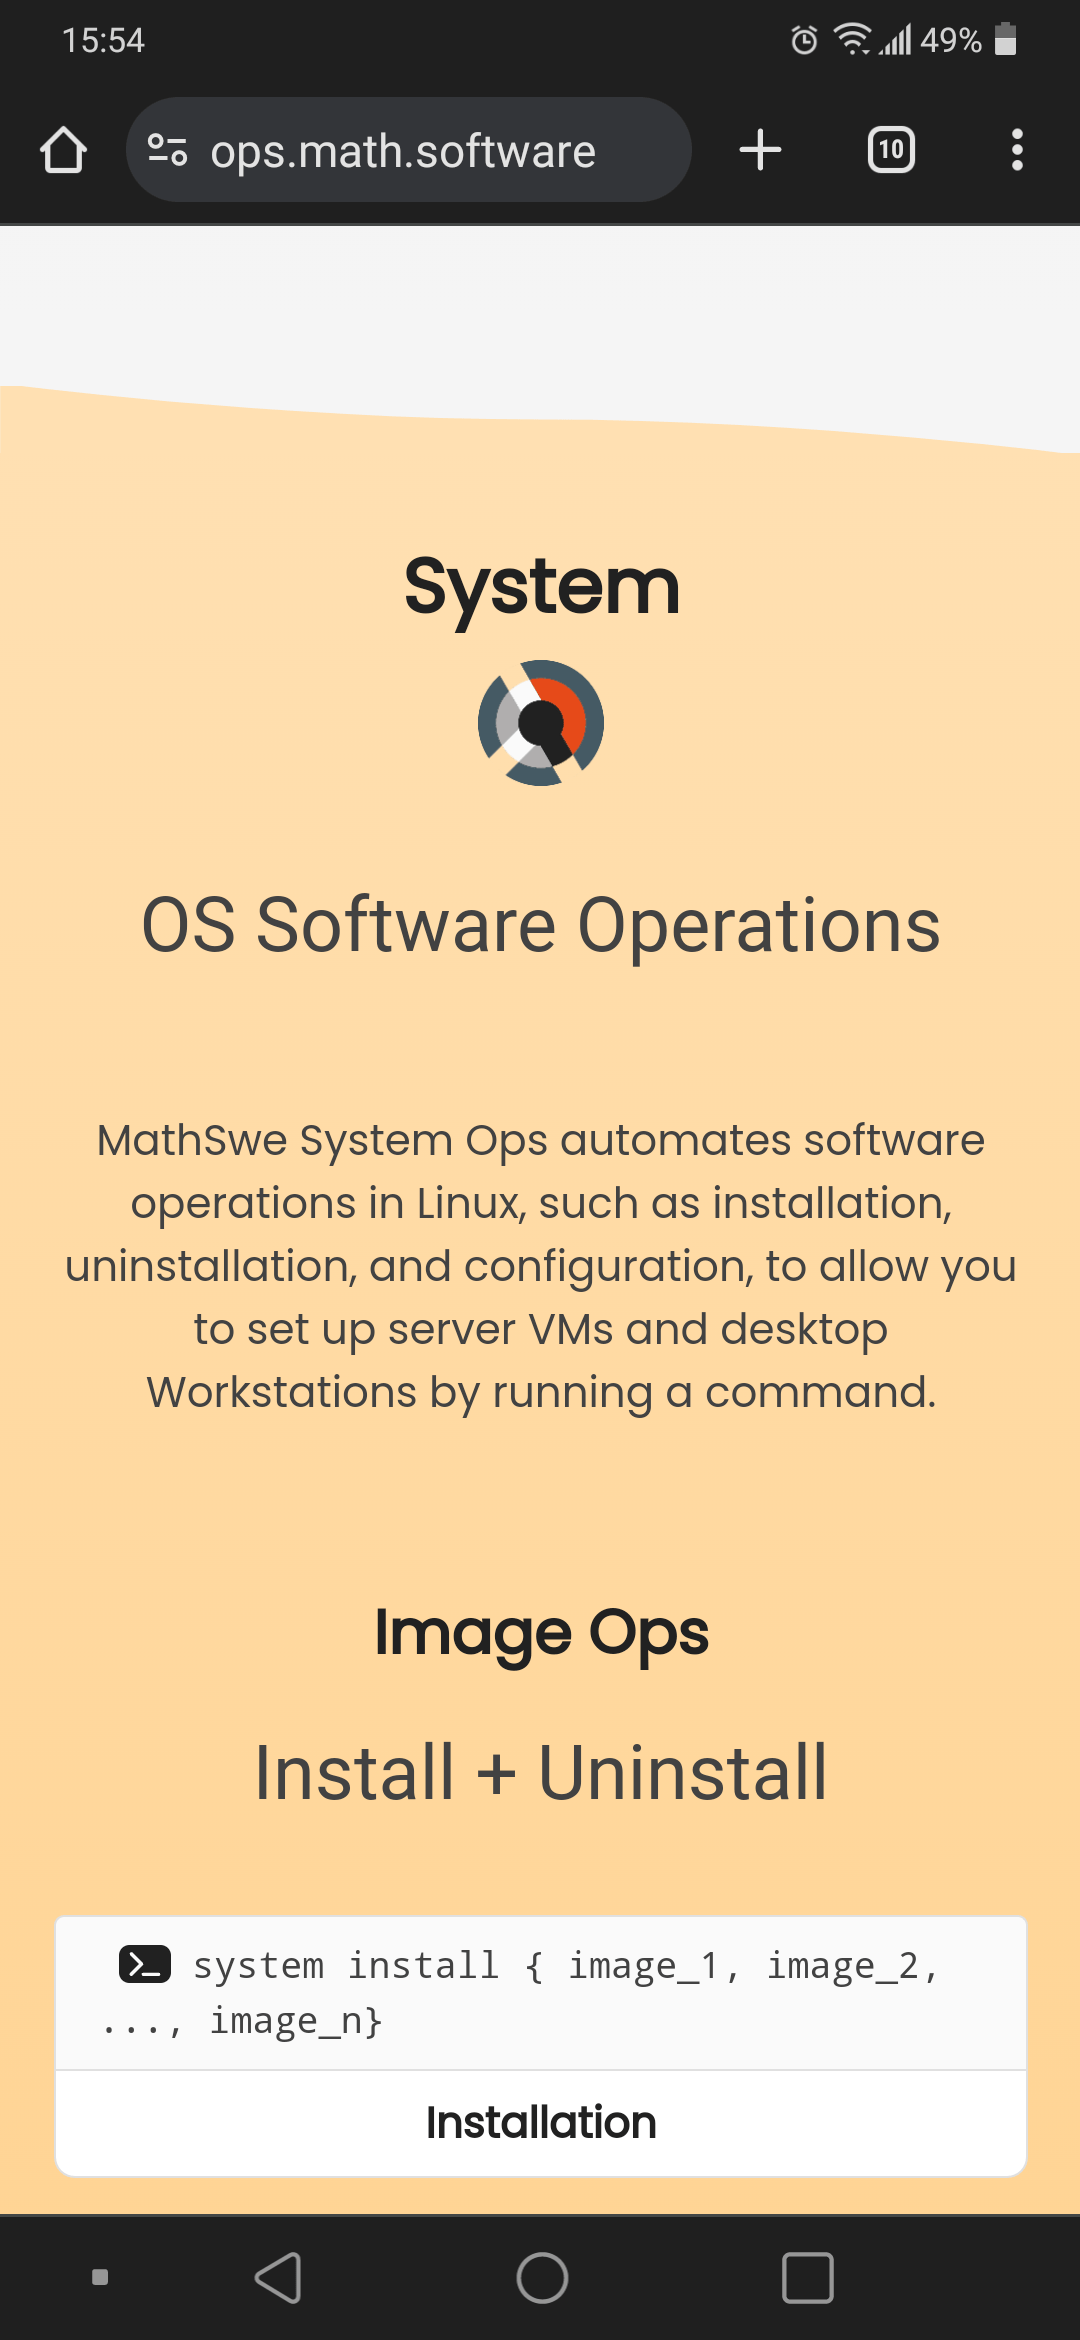 15:54
49%
ops.math.software
10
System
OS Software Operations
MathSwe System Ops automates software
operations in Linux, such as installation,
uninstallation, and configuration, to allow you
to set up server VMs and desktop
Workstations by running a command.
Image Ops
Install + Uninstall
system install { image_1, image_2,
..., image_n}
Installation